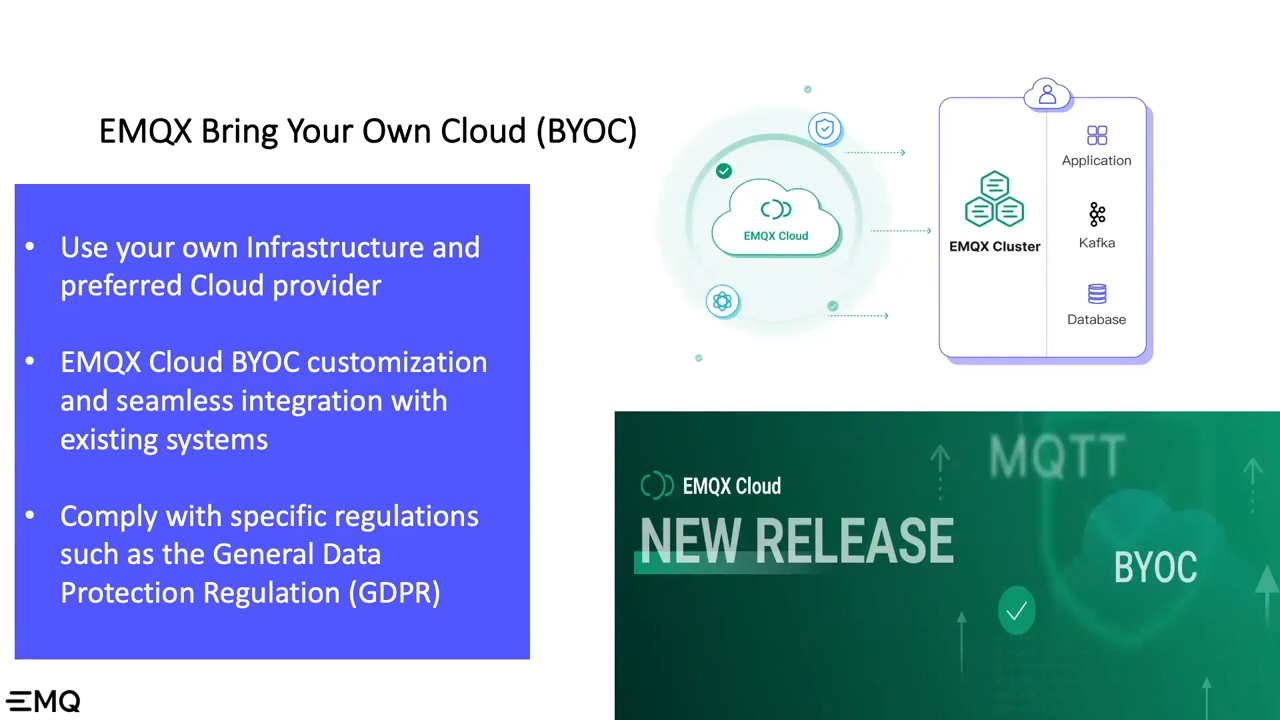 EMQX Bring Your Own Cloud (BYOC)
• Use your own Infrastructure and
preferred Cloud provider
• EMQX Cloud BYOC customization
and seamless integration with
existing systems
• Comply with specific regulations
such as the General Data
Protection Regulation (GDPR)
EMQX Cloud
EMQX Cluster
Application
Kafka
Database
MQTT
EMQX Cloud
NEW RELEASE
BYOC
EMQ